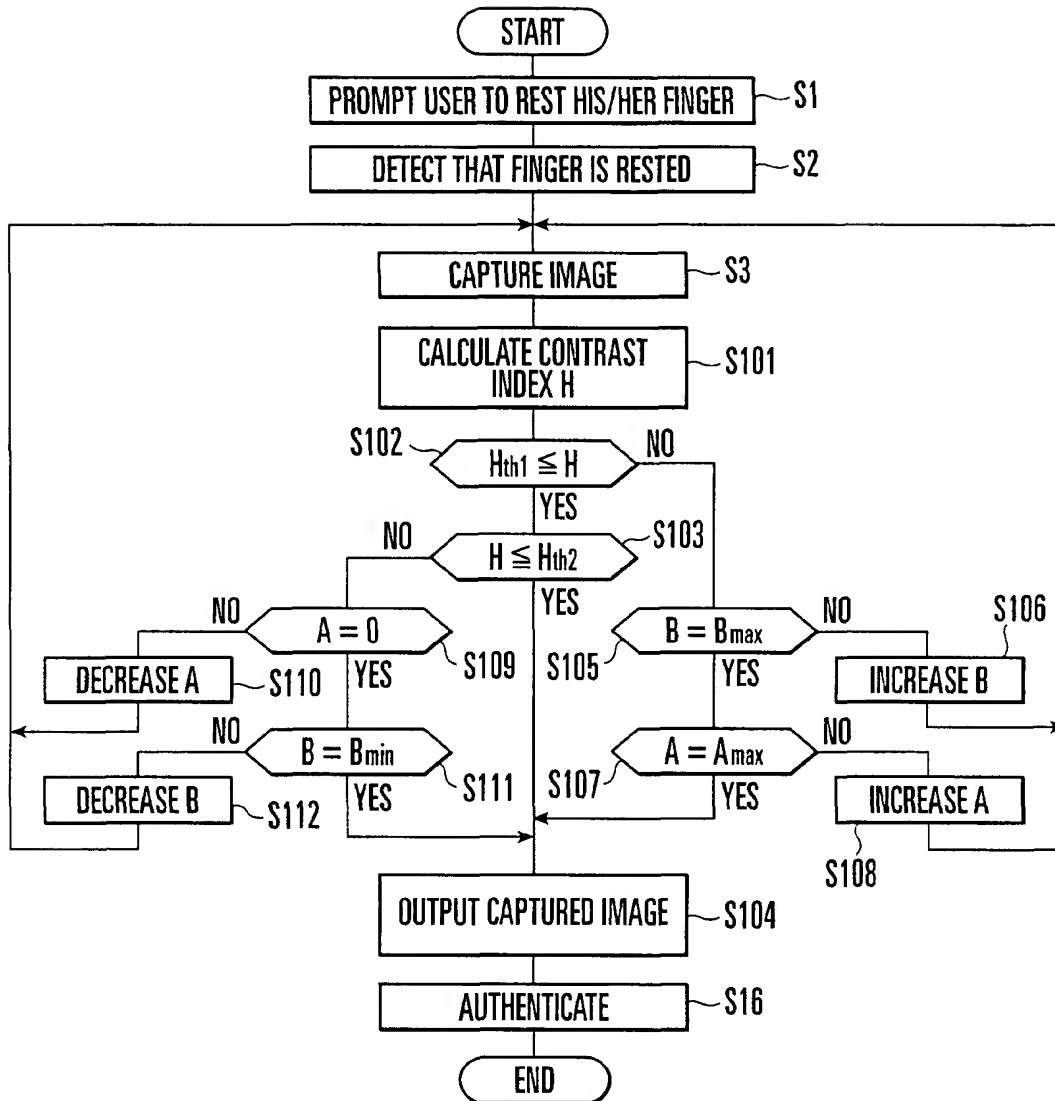 START
PROMPT USER TO REST HIS/HER FINGER
S1
DETECT THAT FINGER IS RESTED
S2
CAPTURE IMAGE
S3
CALCULATE CONTRAST
INDEX H
S101
S102
Hth1 ≦ H
NO
YES
NO
H ≦ Hth2
S103
YES
NO
A = 0
S109
YES
S105
B = Bmax
NO
YES
S106
INCREASE B
DECREASE A
S110
NO
B = Bmin
S111
YES
S107
A = Amax
NO
YES
INCREASE A
S108
DECREASE B
S112
OUTPUT CAPTURED IMAGE
S104
AUTHENTICATE
S16
END